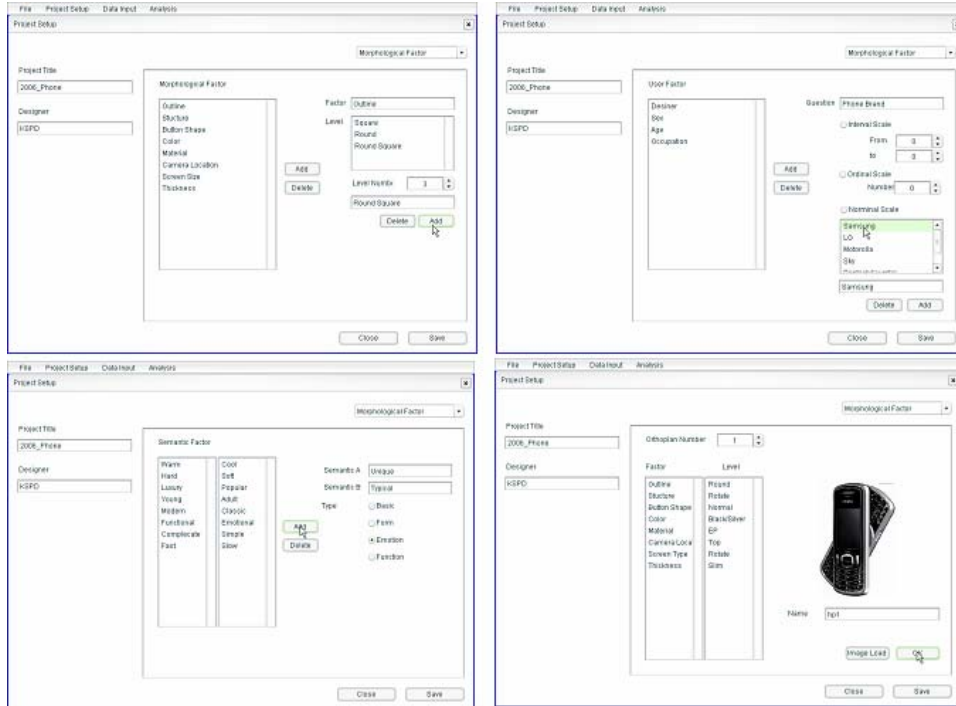 File Project Setup Data Input Analysis
Project Setup
Morphological Factor
Project Title
2006_Phone
Designer
KSPD
Morphological Factor
Outline
Stucture
Button Shape
Color
Material
Camera Location
Screen Size
Thickness
Add
Delete
Factor Outline
Level Square
Round
Round Square
Level Numbr 3
Round Square
Delete Add
Close Save
File Project Setup Data Input Analysis
Project Setup
Morphological Factor
Project Title
2006_Phone
Designer
KSPD
User Factor
Desiner
Sex
Age
Occupation
Add
Delete
Question Phone Brand
Interval Scale
From 0
to 0
Ordinal Scale
Number 0
Norminal Scale
Samsung
LG
Motorolla
Sky
Samsung
Delete Add
Close Save
File Project Setup Data Input Analysis
Project Setup
Morphological Factor
Project Title
2006_Phone
Designer
KSPD
Semantic Factor
Warm Cool
Hard Soft
Luxury Popular
Young Adult
Modern Classic
Functional Emotional
Complecate Simple
Fast Slow
Add
Delete
Semantic A Unique
Semantic B Typical
Type Basic
Form
Emotion
Function
Close Save
File Project Setup Data Input Analysis
Project Setup
Morphological Factor
Project Title
2006_Phone
Designer
KSPD
Orthoplan Number 1
Factor Level
Outline Round
Stucture Rotate
Button Shape Normal
Color Black/Silver
Material EP
Camera Loca Top
Screen Type Rotate
Thickness Slim
Name hp1
Image Load OK
Close Save